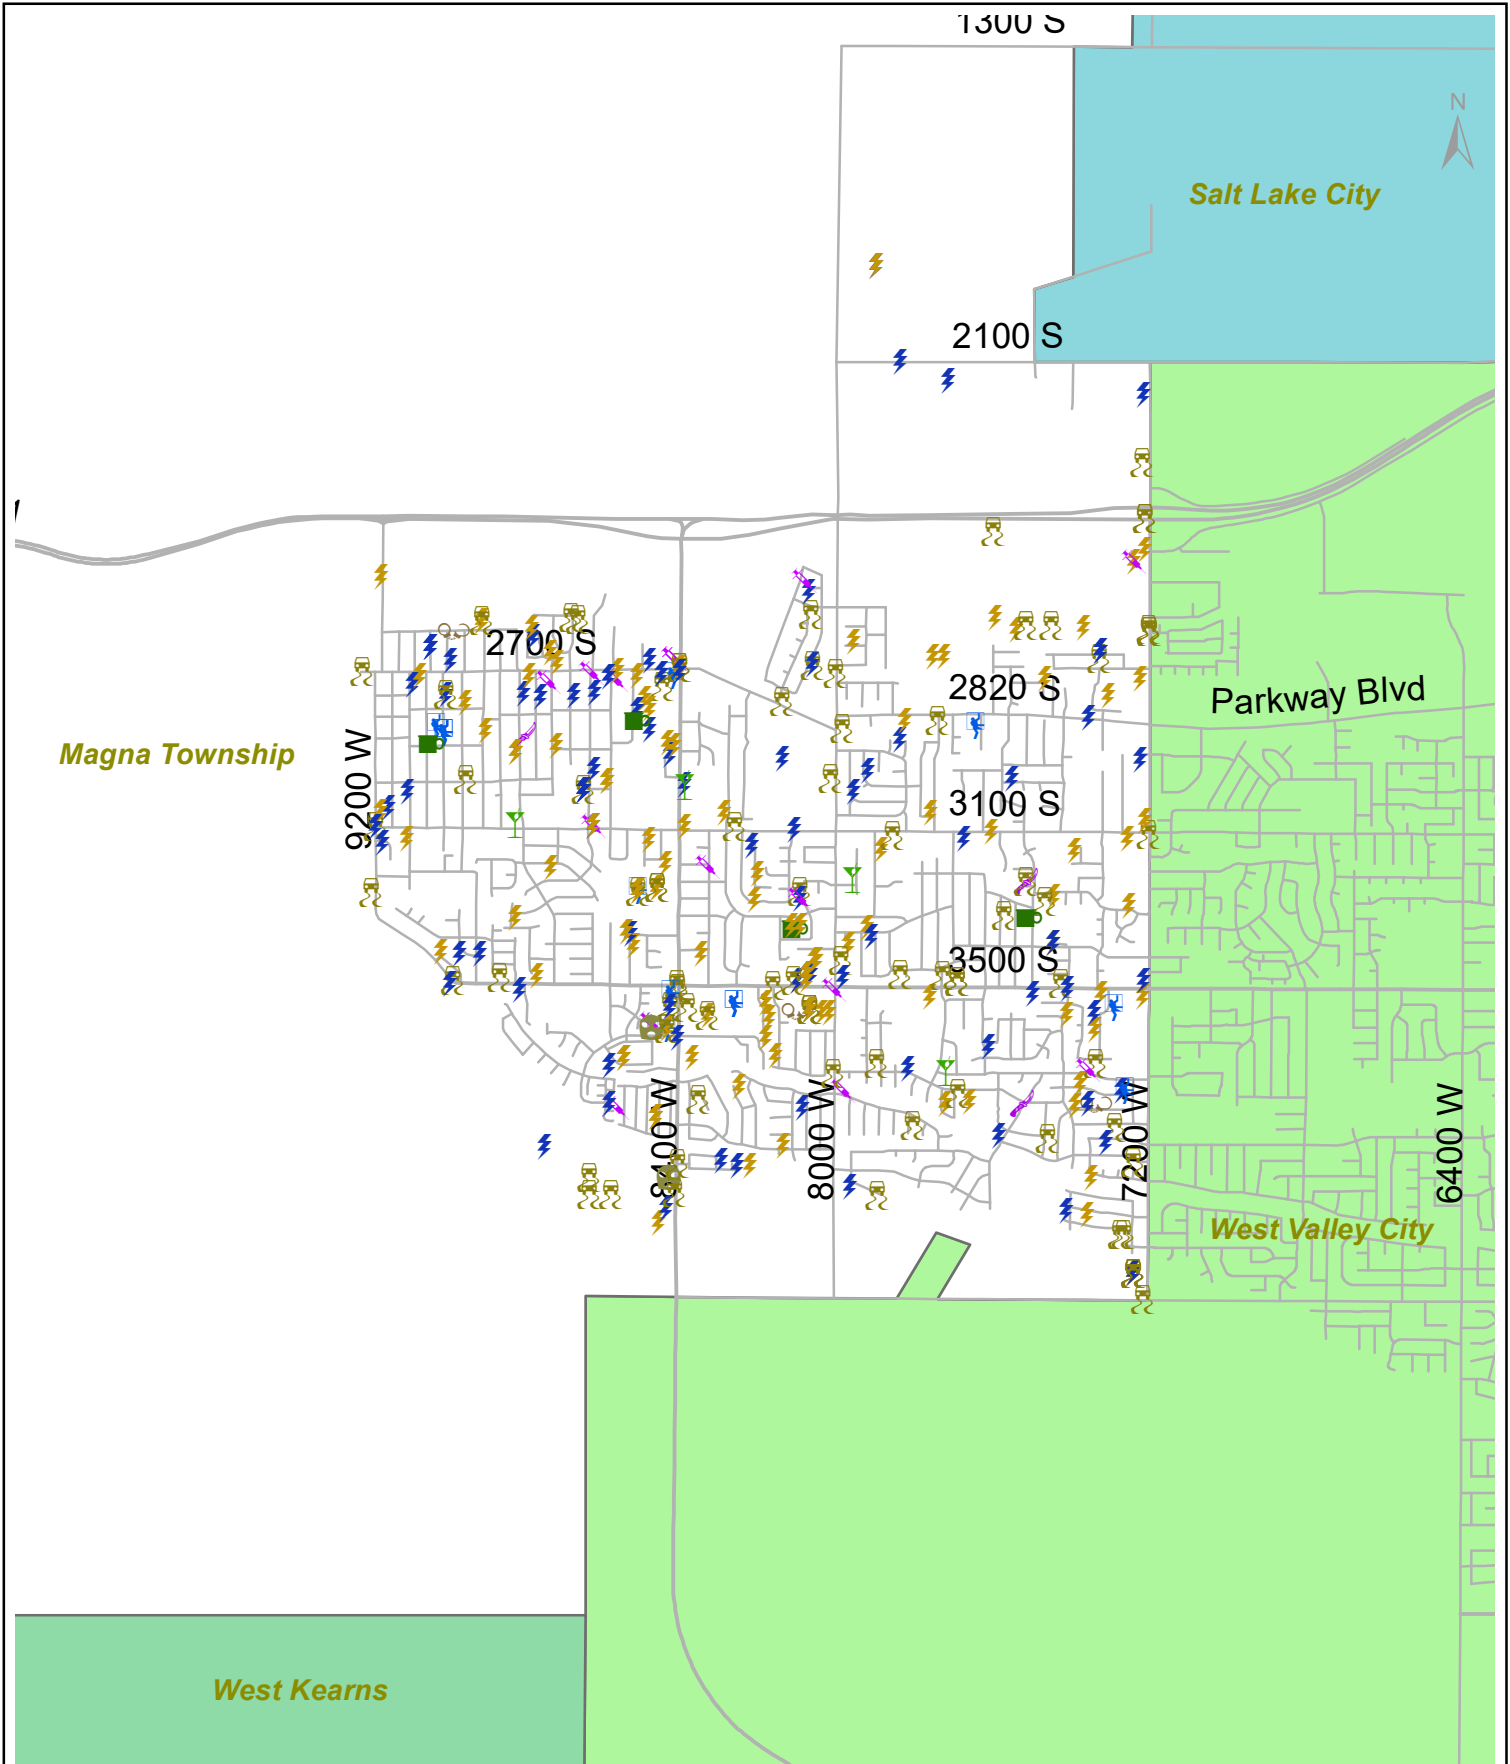 1300 S
N
Salt Lake City
2100 S
2700 S
2820 S
Parkway Blvd
Magna Township
9200 W
3100 S
3500 S
8400 W
8000 W
7200 W
6400 W
West Valley City
West Kearns